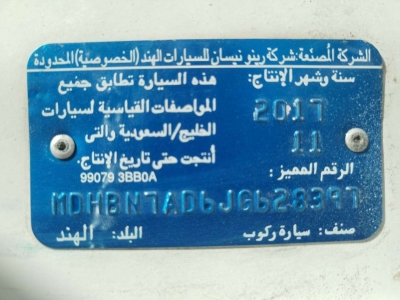 الشركة المصنعة: شركة رينو نيسان للسيارات الهند (الخصوصية) المحدودة
سنة وشهر الإنتاج: هذه السيارة تطابق جميع
2017 المواصفات القياسية لسيارات
11 الخليج/السعودية والتى
أنتجت حتى تاريخ الإنتاج.
الرقم المميز: 99079 3BB0A
MDHBN7AD6JG628397
صنف: سيارة ركوب البلد: الهند